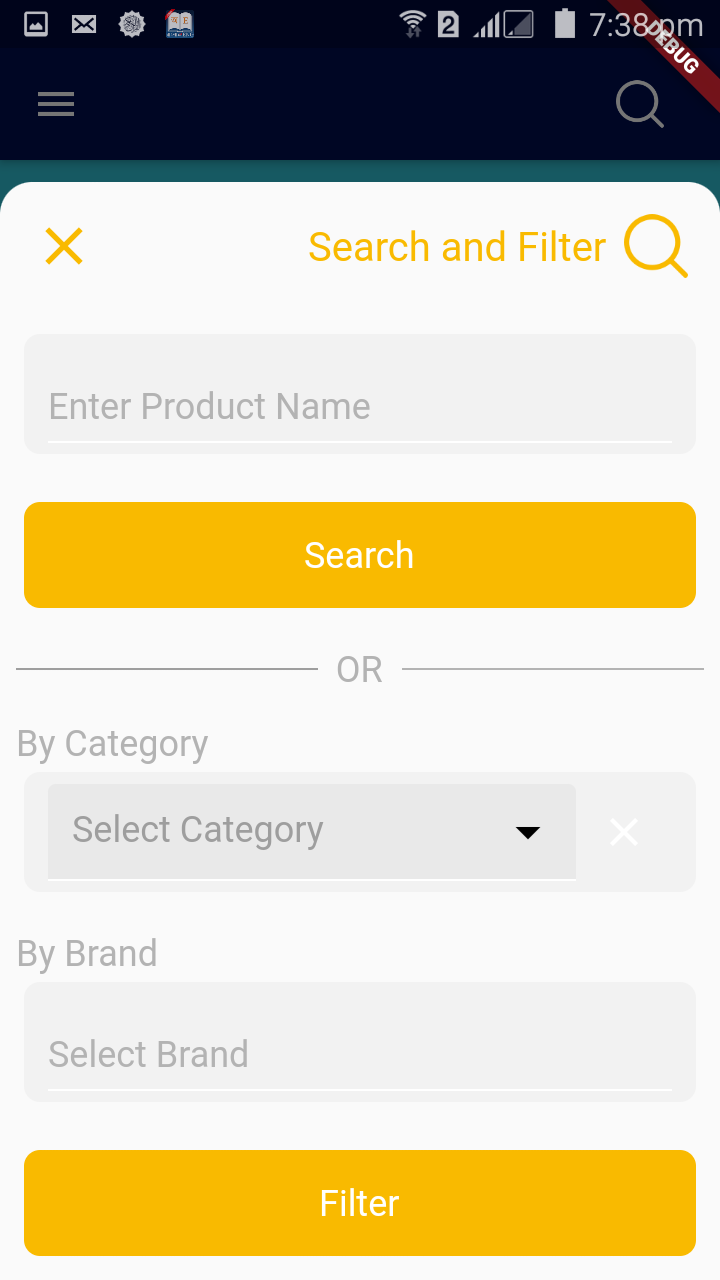 2
7:38 pm
DEBUG
Search and Filter
Enter Product Name
Search
OR
By Category
Select Category
By Brand
Select Brand
Filter